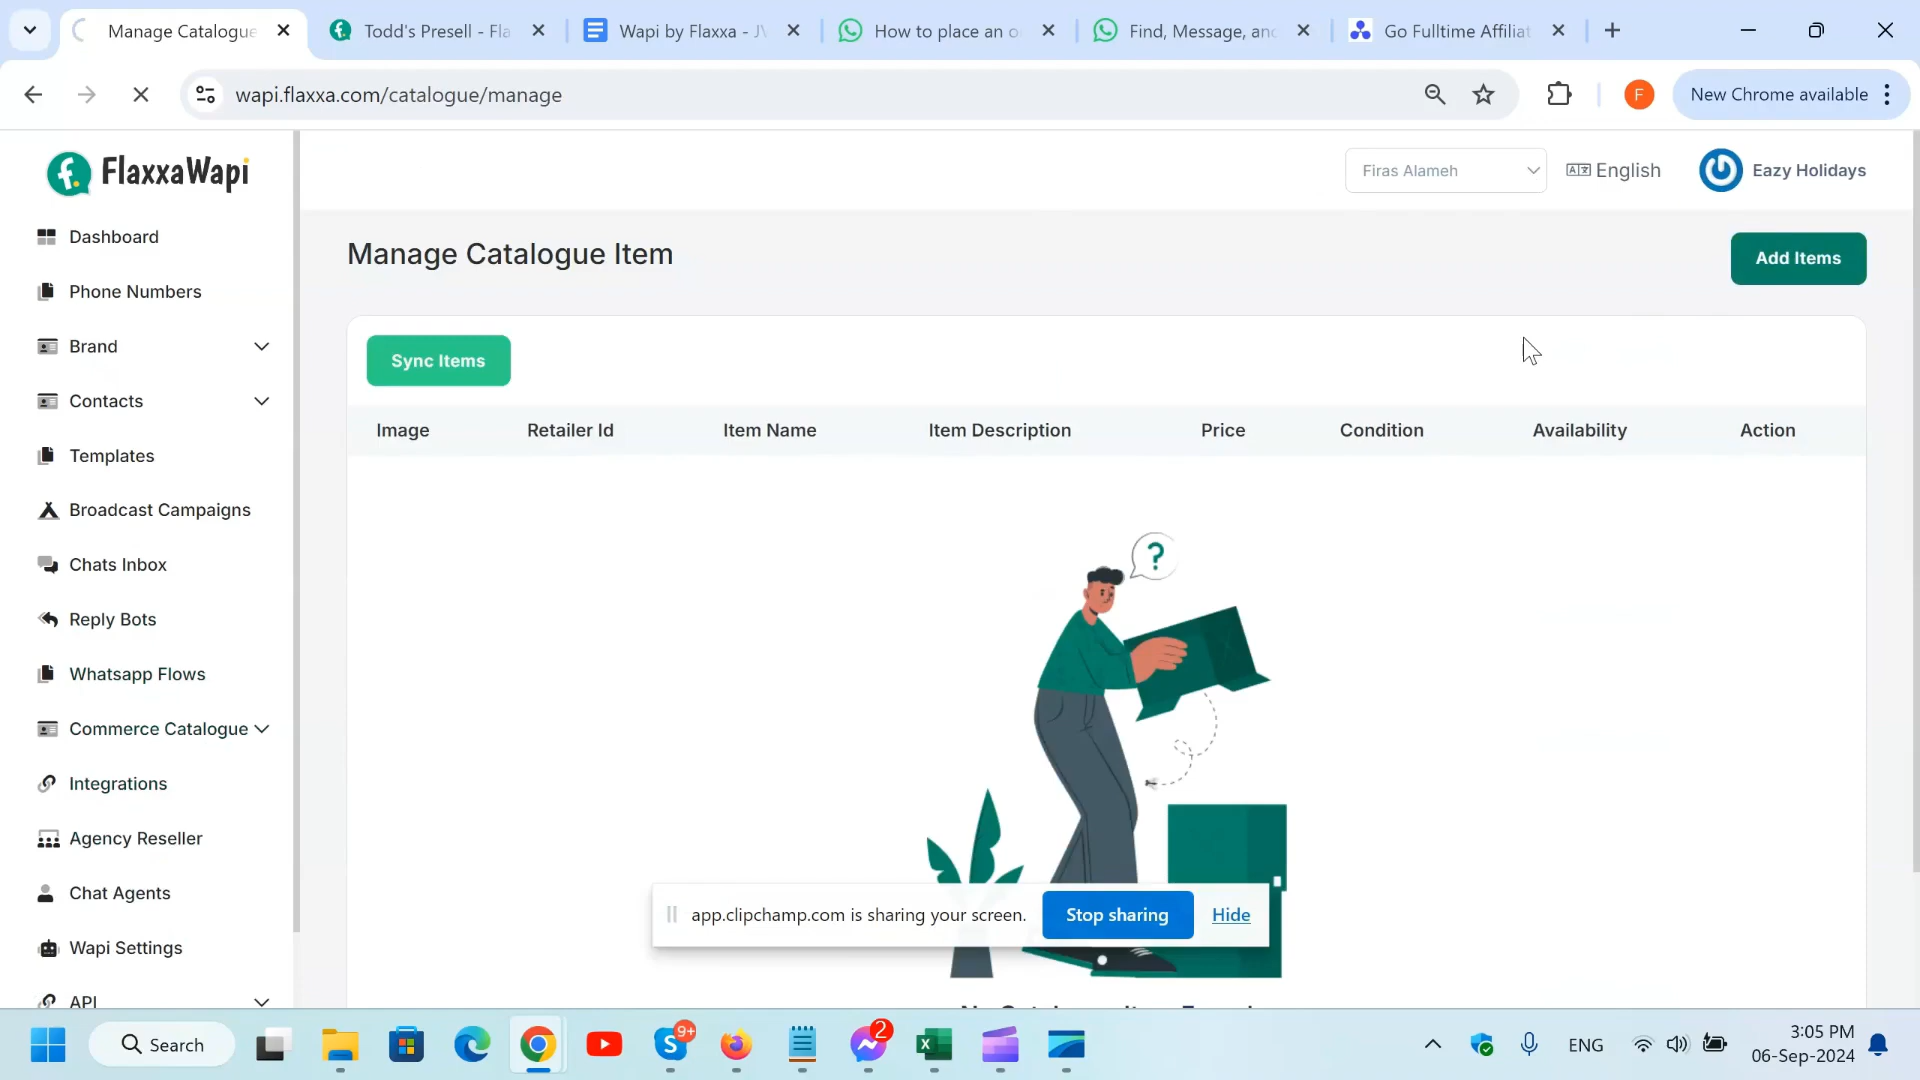 Manage Catalogue
Todd's Presell - Fla
Wapi by Flaxxa - JV
How to place an o
Find, Message, and
Go Fulltime Affiliat
wapi.flaxxa.com/catalogue/manage
F
New Chrome available
f. FlaxxaWapi
Firas Alameh
English
Eazy Holidays
Dashboard
Phone Numbers
Brand
Contacts
Templates
Broadcast Campaigns
Chats Inbox
Reply Bots
Whatsapp Flows
Commerce Catalogue
Integrations
Agency Reseller
Chat Agents
Wapi Settings
API
Manage Catalogue Item
Add Items
Sync Items
Image Retailer Id Item Name Item Description Price Condition Availability Action
?
app.clipchamp.com is sharing your screen. Stop sharing Hide
Search
9+
2
ENG
3:05 PM
06-Sep-2024